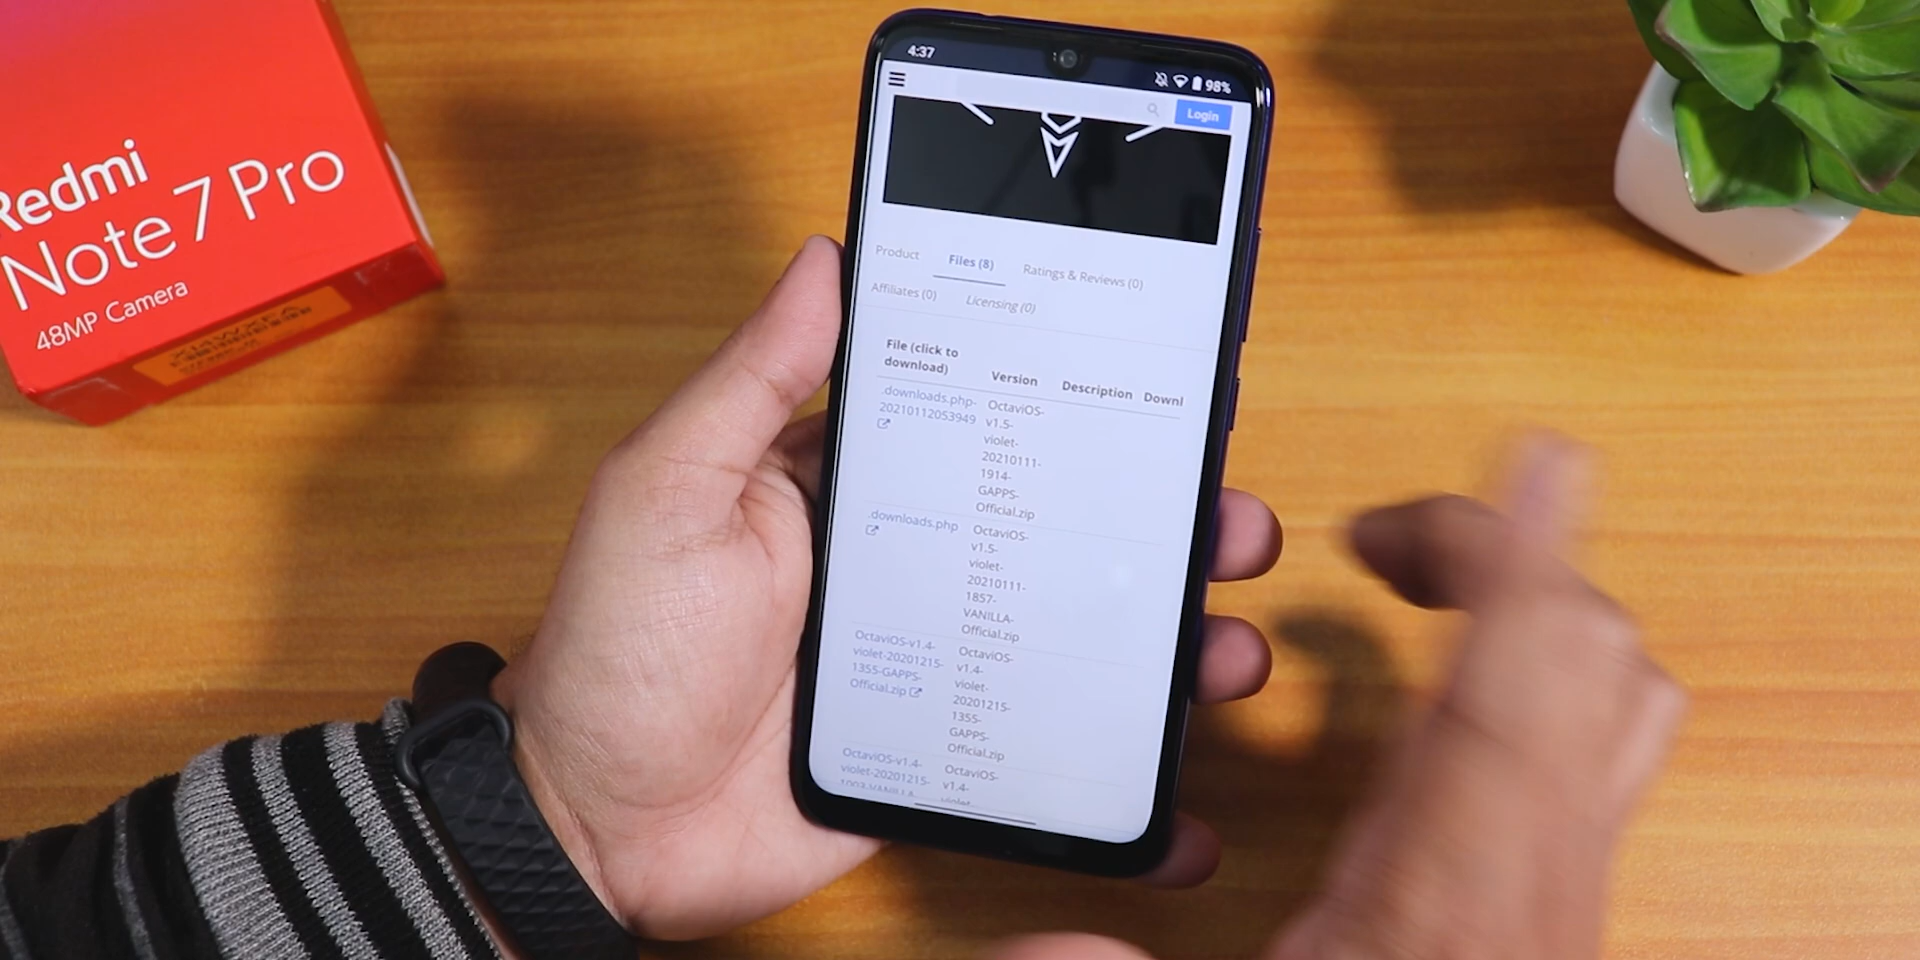 Redmi
Note 7 Pro
48MP Camera
4:37
98%
Login
Product
Files (8)
Ratings & Reviews (0)
Affiliates (0)
Licensing (0)
File (click to
download)
Version
Description
Downl
.downloads.php-
20210112053949
OctaviOS-
v1.5-
violet-
20210111-
1914-
GAPPS-
Official.zip
.downloads.php
OctaviOS-
v1.5-
violet-
20210111-
1857-
VANILLA-
Official.zip
OctaviOS-v1.4-
violet-20201215-
1355-GAPPS-
Official.zip
OctaviOS-
v1.4-
violet-
20201215-
1355-
GAPPS-
Official.zip
OctaviOS-v1.4-
violet-20201215-
OctaviOS-
v1.4-
violet-